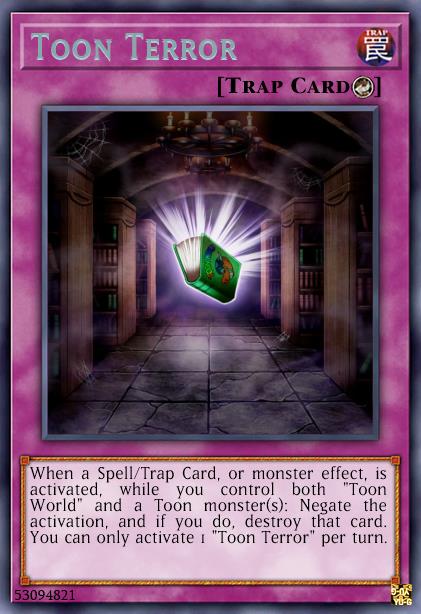 Toon Terror
TRAP
罠
[Trap Card]
When a Spell/Trap Card, or monster effect, is
activated, while you control both "Toon
World" and a Toon monster(s): Negate the
activation, and if you do, destroy that card.
You can only activate 1 "Toon Terror" per turn.
53094821